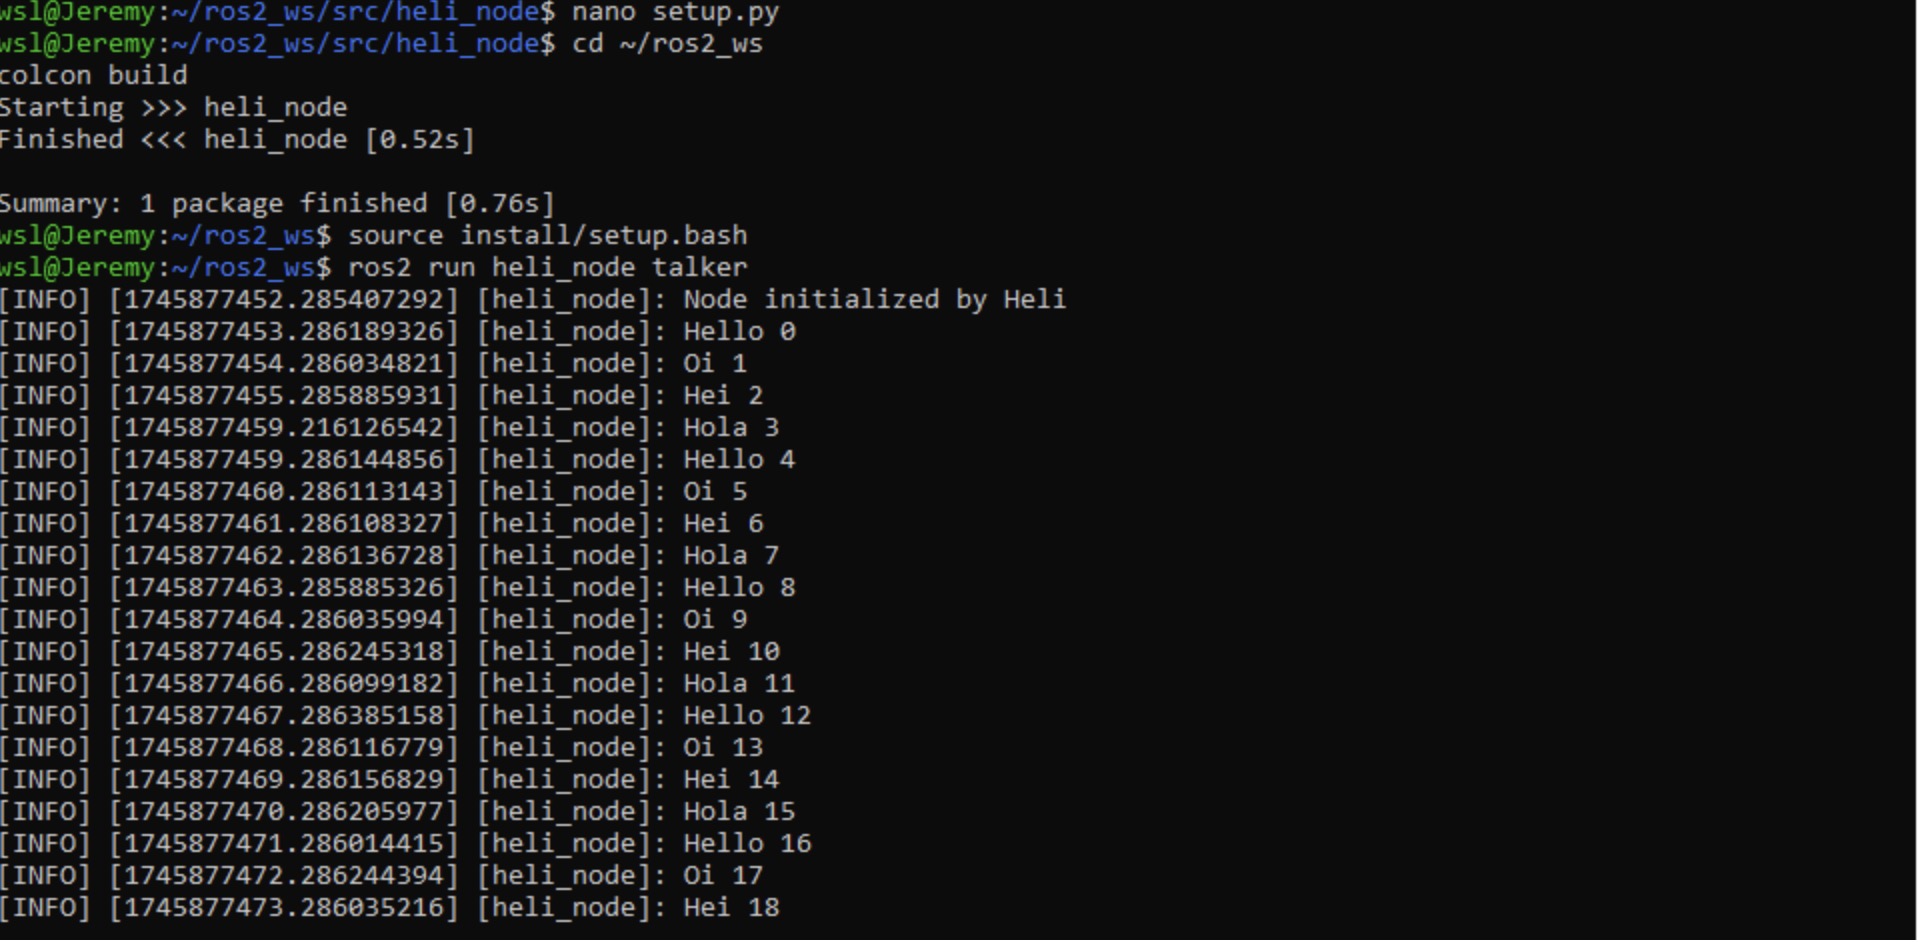 wsl@Jeremy:~/ros2_ws/src/heli_node$ nano setup.py
wsl@Jeremy:~/ros2_ws/src/heli_node$ cd ~/ros2_ws
colcon build
Starting >>> heli_node
Finished <<< heli_node [0.52s]

Summary: 1 package finished [0.76s]
wsl@Jeremy:~/ros2_ws$ source install/setup.bash
wsl@Jeremy:~/ros2_ws$ ros2 run heli_node talker
[INFO] [1745877452.285407292] [heli_node]: Node initialized by Heli
[INFO] [1745877453.286189326] [heli_node]: Hello 0
[INFO] [1745877454.286034821] [heli_node]: Oi 1
[INFO] [1745877455.285885931] [heli_node]: Hei 2
[INFO] [1745877459.216126542] [heli_node]: Hola 3
[INFO] [1745877459.286144856] [heli_node]: Hello 4
[INFO] [1745877460.286113143] [heli_node]: Oi 5
[INFO] [1745877461.286108327] [heli_node]: Hei 6
[INFO] [1745877462.286136728] [heli_node]: Hola 7
[INFO] [1745877463.285885326] [heli_node]: Hello 8
[INFO] [1745877464.286035994] [heli_node]: Oi 9
[INFO] [1745877465.286245318] [heli_node]: Hei 10
[INFO] [1745877466.286099182] [heli_node]: Hola 11
[INFO] [1745877467.286385158] [heli_node]: Hello 12
[INFO] [1745877468.286116779] [heli_node]: Oi 13
[INFO] [1745877469.286156829] [heli_node]: Hei 14
[INFO] [1745877470.286205977] [heli_node]: Hola 15
[INFO] [1745877471.286014415] [heli_node]: Hello 16
[INFO] [1745877472.286244394] [heli_node]: Oi 17
[INFO] [1745877473.286035216] [heli_node]: Hei 18